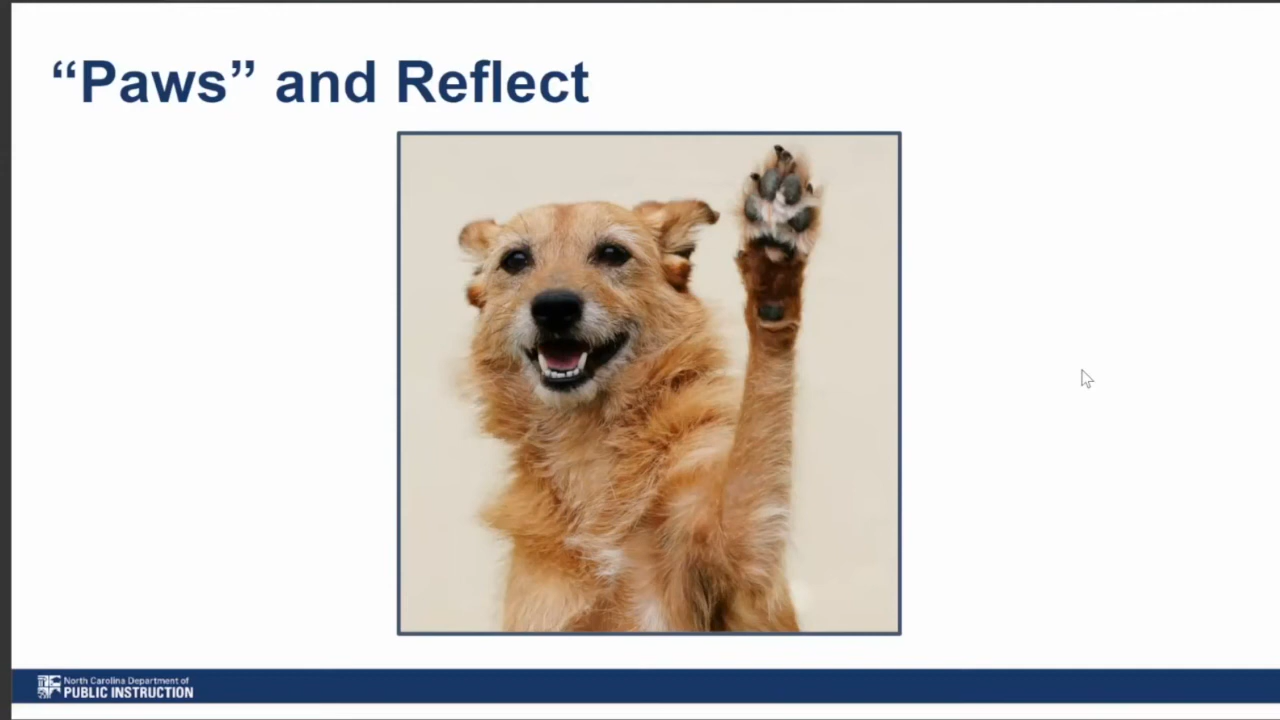 “Paws” and Reflect
North Carolina Department of
PUBLIC INSTRUCTION